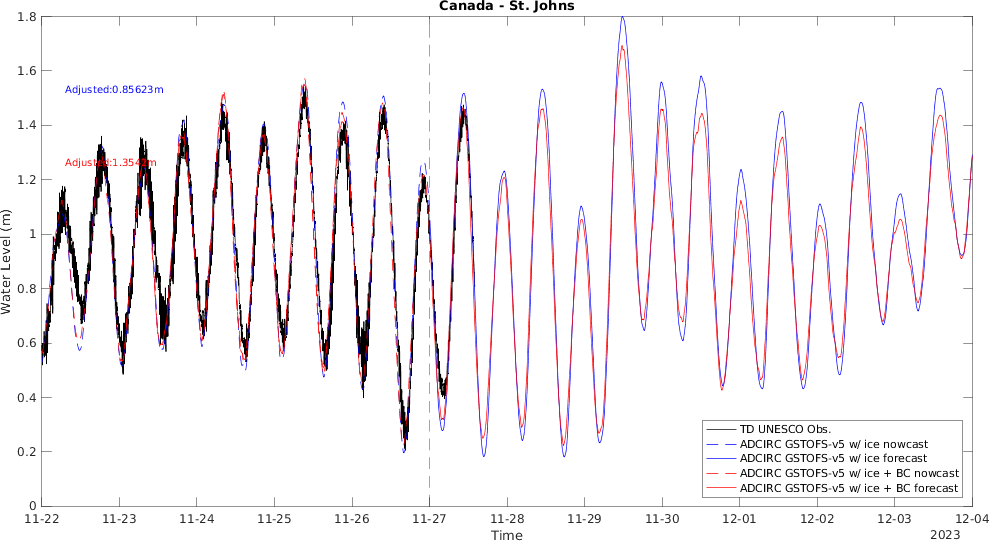 Canada - St. Johns
1.8
1.6
1.4
1.2
1
0.8
0.6
0.4
0.2
0
Water Level (m)
Adjusted:0.85623m
TD UNESCO Obs.
ADCIRC GSTOFS-v5 w/ ice nowcast
ADCIRC GSTOFS-v5 w/ ice forecast
ADCIRC GSTOFS-v5 w/ ice + BC nowcast
ADCIRC GSTOFS-v5 w/ ice + BC forecast
11-22 11-23 11-24 11-25 11-26 11-27 11-28 11-29 11-30 12-01 12-02 12-03 12-04
Time
2023